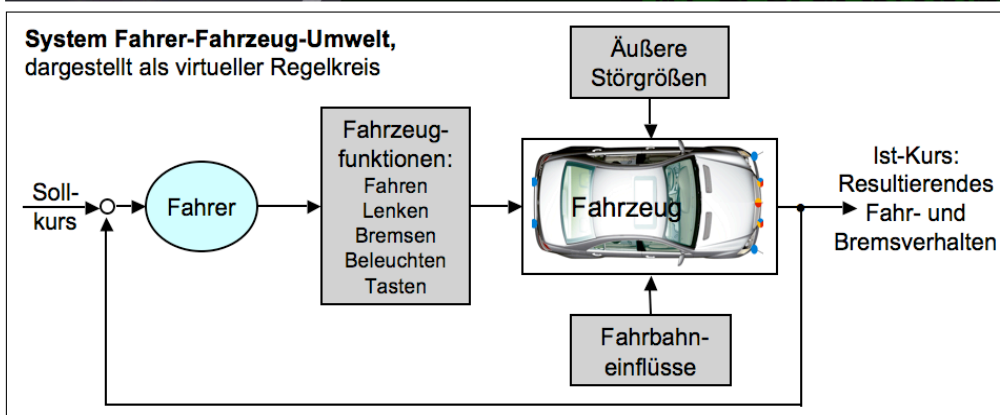 System Fahrer-Fahrzeug-Umwelt,
dargestellt als virtueller Regelkreis
Äußere
Störgrößen
Fahrzeug-
funktionen:
Fahren
Lenken
Bremsen
Beleuchten
Tasten
Soll-
kurs
Fahrer
Fahrzeug
Ist-Kurs:
Resultierendes
Fahr- und
Bremsverhalten
Fahrbahn-
einflüsse